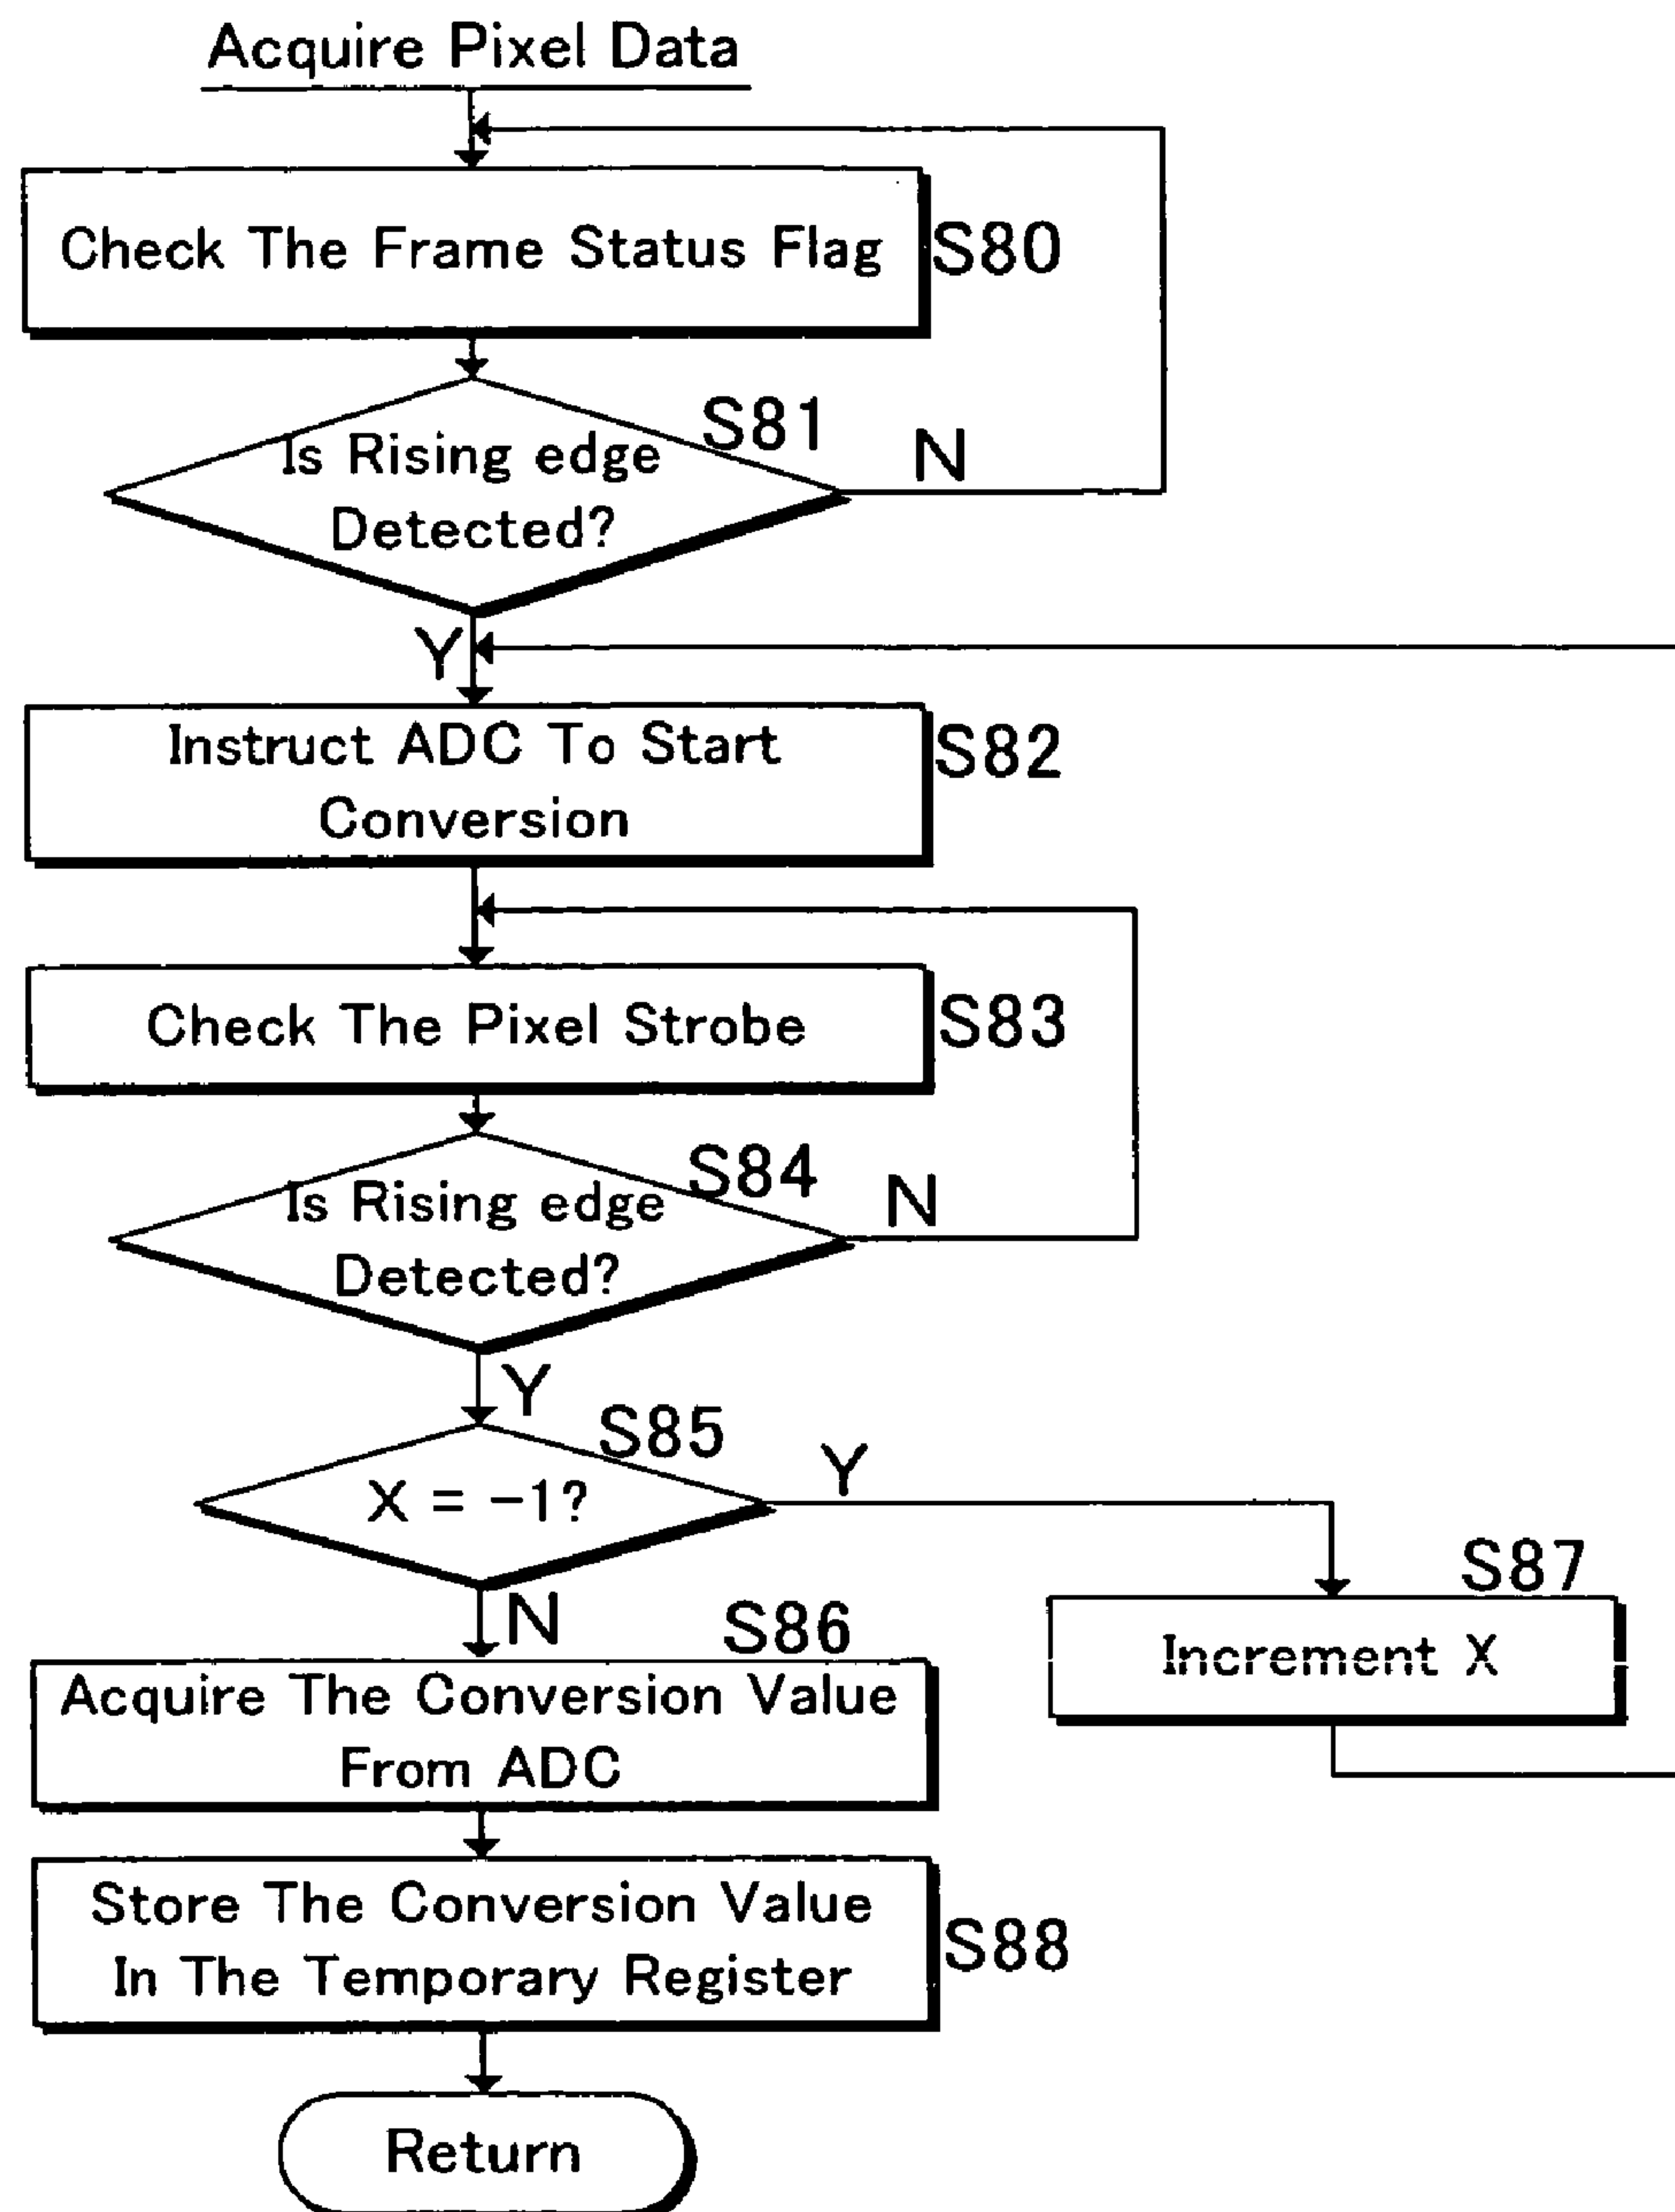 Acquire Pixel Data
Check The Frame Status Flag
S80
S81
Is Rising edge
Detected?
N
Y
Instruct ADC To Start
Conversion
S82
Check The Pixel Strobe
S83
S84
Is Rising edge
Detected?
N
Y
S85
X = -1?
Y
N
S87
Increment X
S86
Acquire The Conversion Value
From ADC
Store The Conversion Value
In The Temporary Register
S88
Return